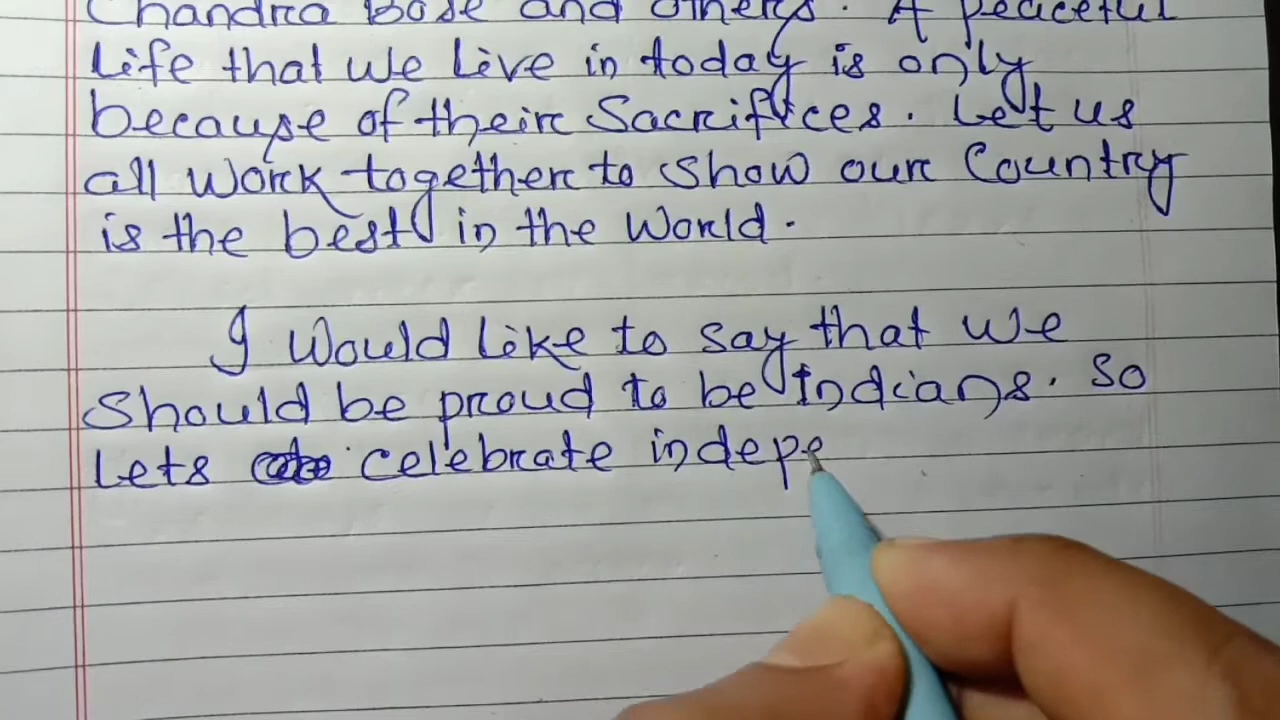 Chandra Bose and others. A peaceful
life that we live in today is only
because of their Sacrifices. Let us
all work together to show our Country
is the best in the World.
I would like to say that we
should be proud to be Indians. So
Lets celebrate indepe